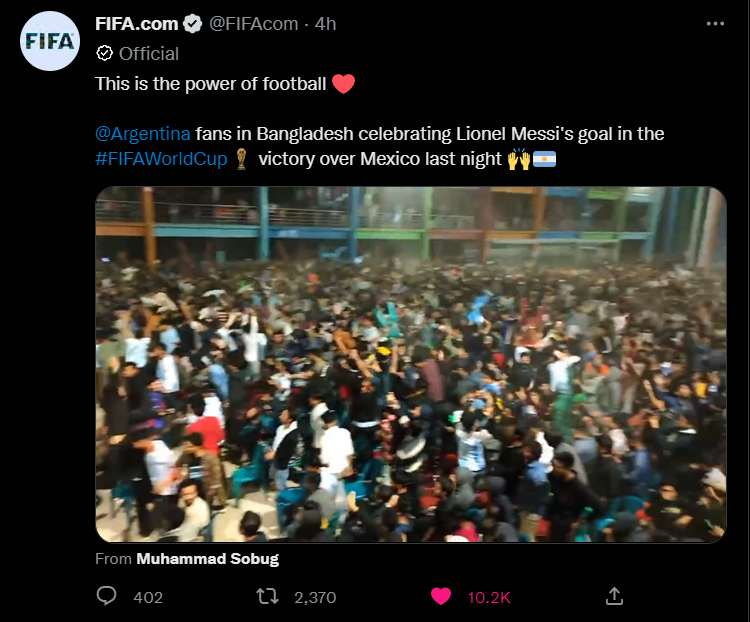 FIFA
FIFA.com @FIFAcom · 4h
Official
This is the power of football ❤️
@Argentina fans in Bangladesh celebrating Lionel Messi's goal in the
#FIFAWorldCup 🏆 victory over Mexico last night 🙌🇦🇷
From Muhammad Sobug
402 2,370 10.2K